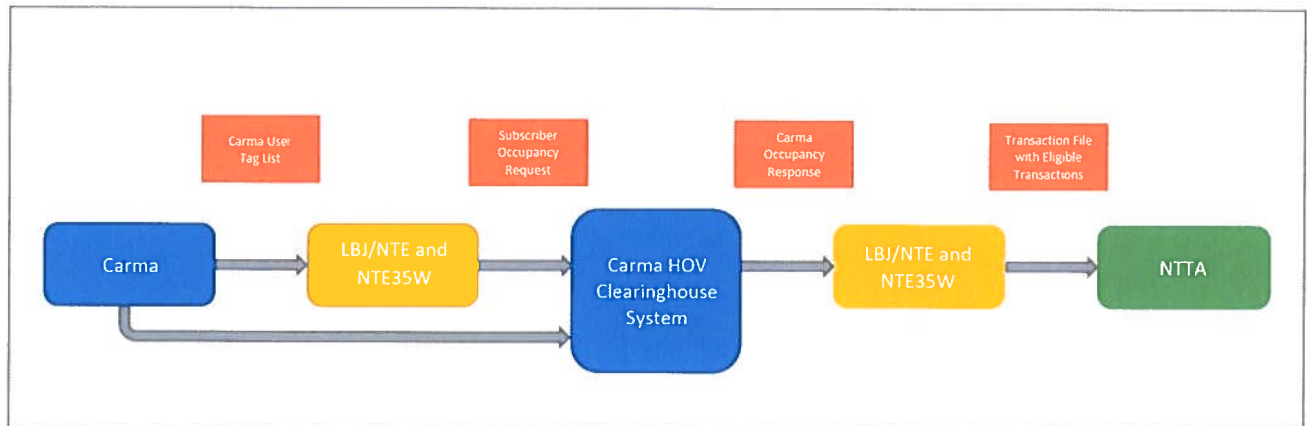 Carma User
Tag List
Subscriber
Occupancy
Request
Carma
Occupancy
Response
Transaction File
with Eligible
Transactions
Carma
LBJ/NTE and
NTE35W
Carma HOV
Clearinghouse
System
LBJ/NTE and
NTE35W
NTTA